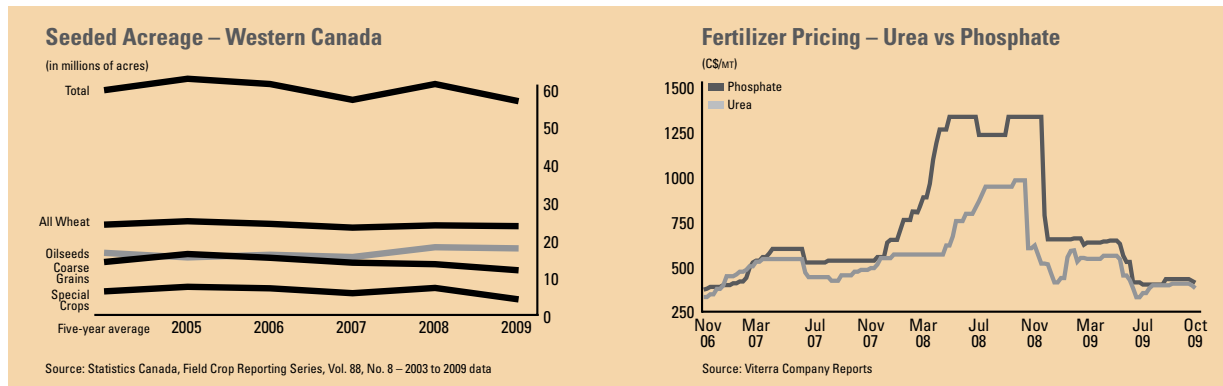 Seeded Acreage – Western Canada
(in millions of acres)
Total
All Wheat
Oilseeds
Coarse
Grains
Special
Crops
60
50
40
30
20
10
0
Five-year average 2005 2006 2007 2008 2009
Source: Statistics Canada, Field Crop Reporting Series, Vol. 88, No. 8 – 2003 to 2009 data
Fertilizer Pricing – Urea vs Phosphate
(C$/MT)
Phosphate
Urea
1500
1250
1000
750
500
250
Nov Mar Jul Nov Mar Jul Nov Mar Jul Oct
06 07 07 07 08 08 08 09 09 09
Source: Viterra Company Reports